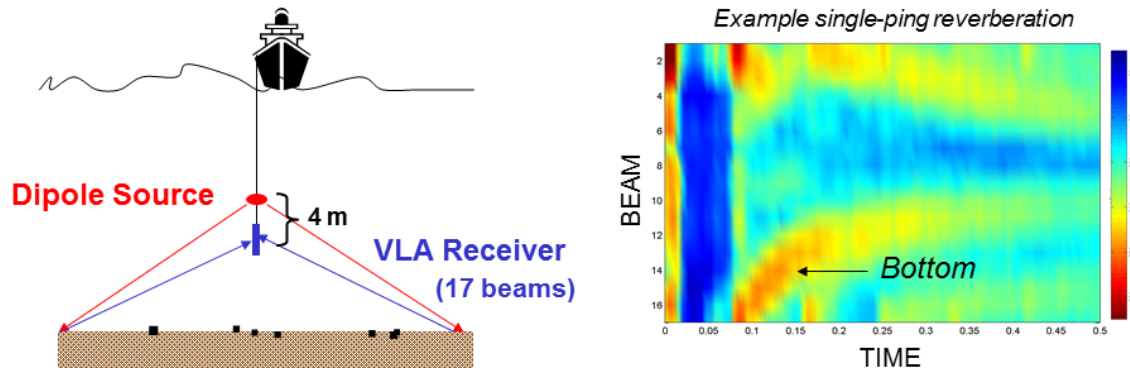 Dipole Source
4 m
VLA Receiver
(17 beams)
Example single-ping reverberation
BEAM
2
4
6
8
10
12
14
16
Bottom
0
0.05
0.1
0.15
0.2
0.25
0.3
0.35
0.4
0.45
0.5
TIME